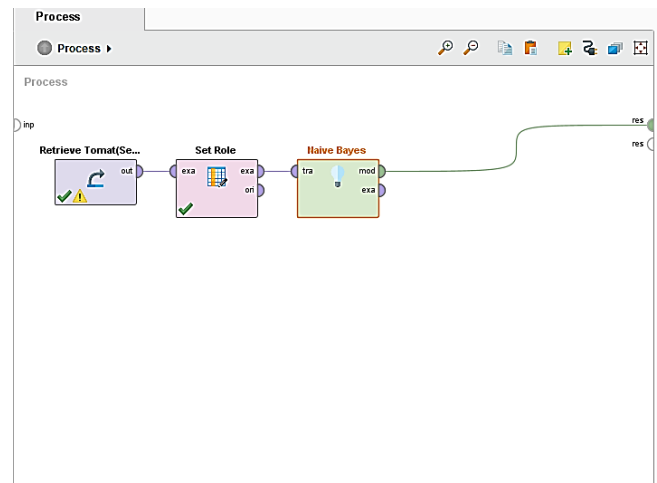 Process
Process
Process
inp
res
res
Retrieve Tomat(Se...
Set Role
Naive Bayes
out
exa
exa
ori
tra
mod
exa